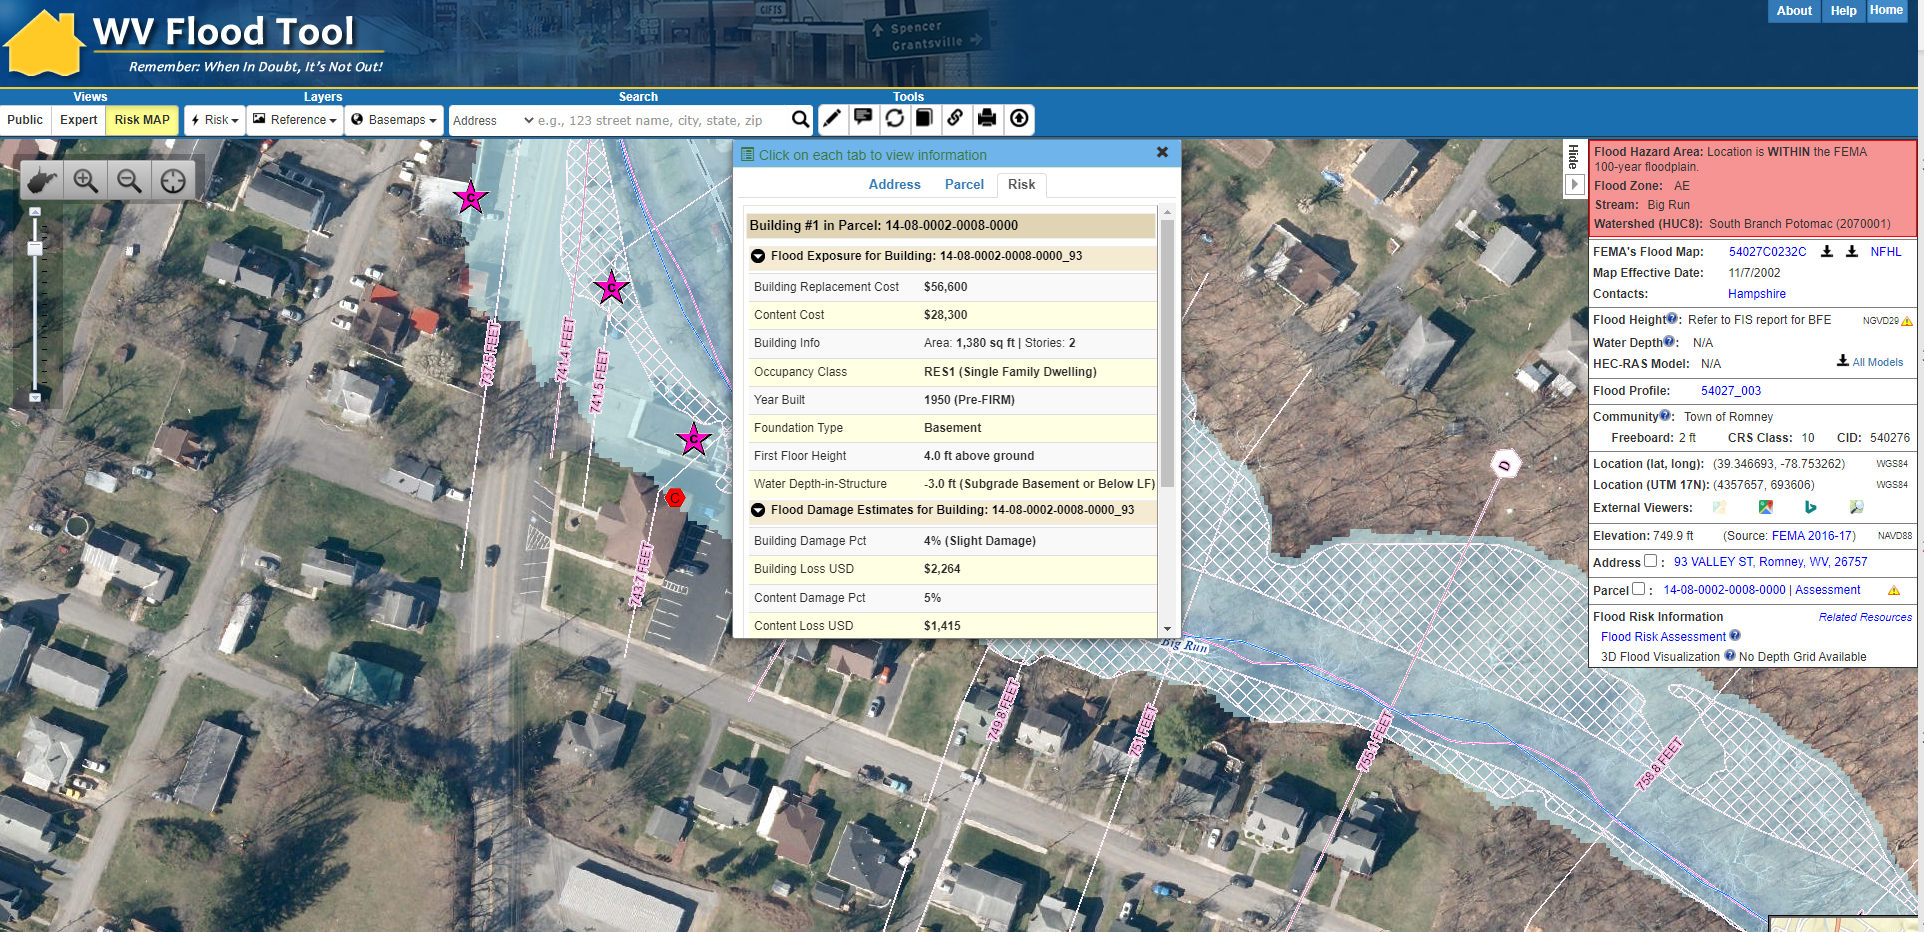 WV Flood Tool
Remember: When In Doubt, It's Not Out!
GIFTS
Spencer
Grantsville
About
Help
Home
Views
Layers
Search
Tools
Public
Expert
Risk MAP
Risk
Reference
Basemaps
Address
e.g., 123 street name, city, state, zip
Click on each tab to view information
Address
Parcel
Risk
Building #1 in Parcel: 14-08-0002-0008-0000
Flood Exposure for Building: 14-08-0002-0008-0000_93
Building Replacement Cost $56,600
Content Cost $28,300
Building Info Area: 1,380 sq ft | Stories: 2
Occupancy Class RES1 (Single Family Dwelling)
Year Built 1950 (Pre-FIRM)
Foundation Type Basement
First Floor Height 4.0 ft above ground
Water Depth-in-Structure -3.0 ft (Subgrade Basement or Below LF)
Flood Damage Estimates for Building: 14-08-0002-0008-0000_93
Building Damage Pct 4% (Slight Damage)
Building Loss USD $2,264
Content Damage Pct 5%
Content Loss USD $1,415
Hide
Flood Hazard Area: Location is WITHIN the FEMA
100-year floodplain.
Flood Zone: AE
Stream: Big Run
Watershed (HUC8): South Branch Potomac (2070001)
FEMA's Flood Map: 54027C0232C NFHL
Map Effective Date: 11/7/2002
Contacts: Hampshire
Flood Height: Refer to FIS report for BFE NGVD29
Water Depth: N/A
HEC-RAS Model: N/A All Models
Flood Profile: 54027_003
Community: Town of Romney
Freeboard: 2 ft CRS Class: 10 CID: 540276
Location (lat, long): (39.346693, -78.753262) WGS84
Location (UTM 17N): (4357657, 693606) WGS84
External Viewers:
Elevation: 749.9 ft (Source: FEMA 2016-17) NAVD88
Address : 93 VALLEY ST, Romney, WV, 26757
Parcel : 14-08-0002-0008-0000 | Assessment
Flood Risk Information Related Resources
Flood Risk Assessment
3D Flood Visualization No Depth Grid Available
C
C
C
C
D
737.5 FEET
741.4 FEET
741.5 FEET
743.7 FEET
749.8 FEET
751 FEET
755.1 FEET
758.8 FEET
Big Run